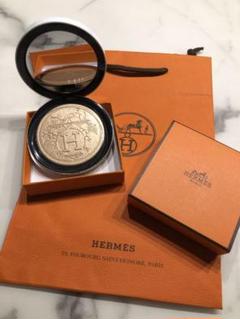 H
HERMÈS
HERMÈS
24, FAUBOURG SAINT-HONORÉ, PARIS